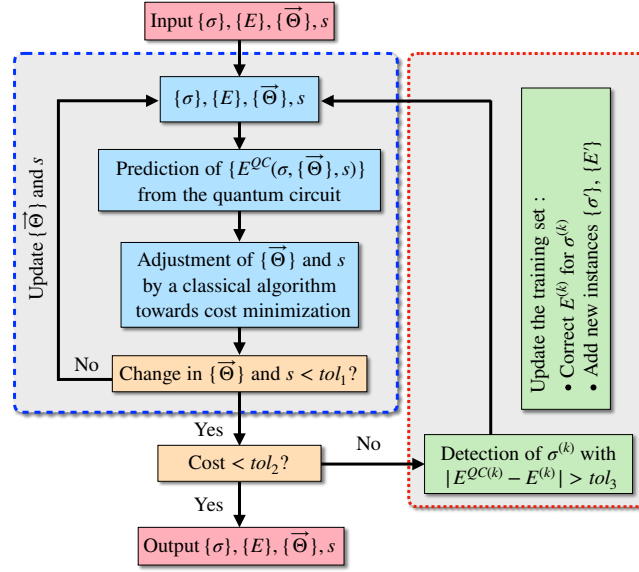 Input {σ}, {E}, {Θ⃗}, s
{σ}, {E}, {Θ⃗}, s
Prediction of {E^{QC}(σ, {Θ⃗}, s)}
from the quantum circuit
Adjustment of {Θ⃗} and s
by a classical algorithm
towards cost minimization
Update {Θ⃗} and s
No
Change in {Θ⃗} and s < tol₁?
Yes
Cost < tol₂?
No
Yes
Output {σ}, {E}, {Θ⃗}, s
Update the training set :
• Correct E^{(k)} for σ^{(k)}
• Add new instances {σ'}, {E'}
Detection of σ^{(k)} with
|E^{QC(k)} − E^{(k)}| > tol₃